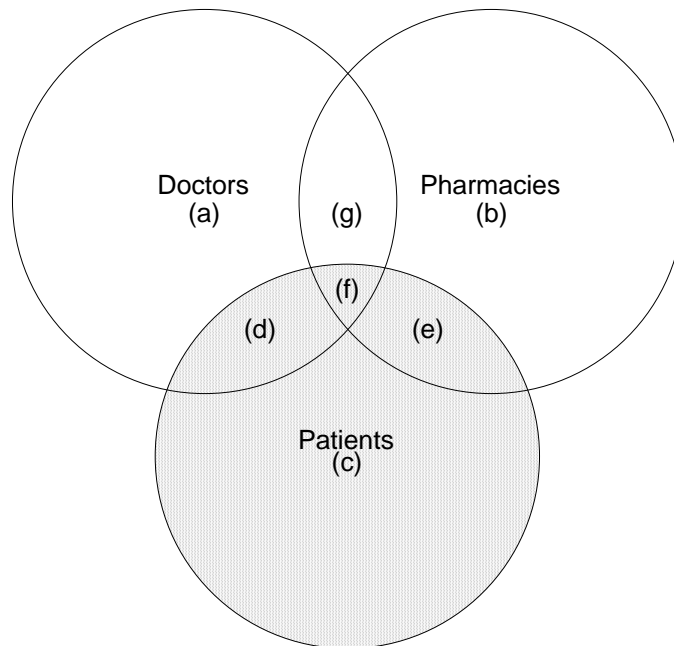 Doctors
(a)
Pharmacies
(b)
(g)
(f)
(d)
(e)
Patients
(c)